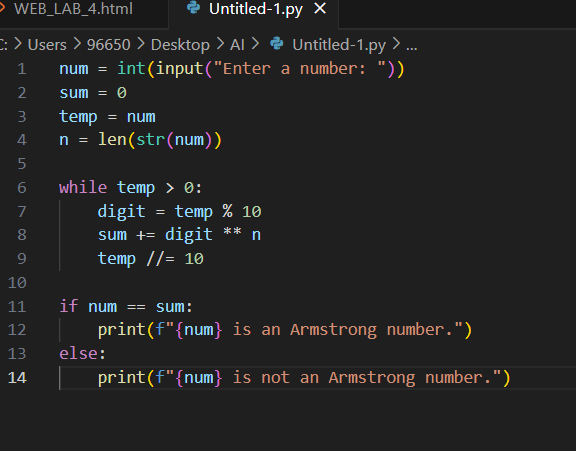 WEB_LAB_4.html Untitled-1.py ×
C: > Users > 96650 > Desktop > AI > Untitled-1.py > ...
1 num = int(input("Enter a number: "))
2 sum = 0
3 temp = num
4 n = len(str(num))
5
6 while temp > 0:
7     digit = temp % 10
8     sum += digit ** n
9     temp //= 10
10
11 if num == sum:
12     print(f"{num} is an Armstrong number.")
13 else:
14     print(f"{num} is not an Armstrong number.")